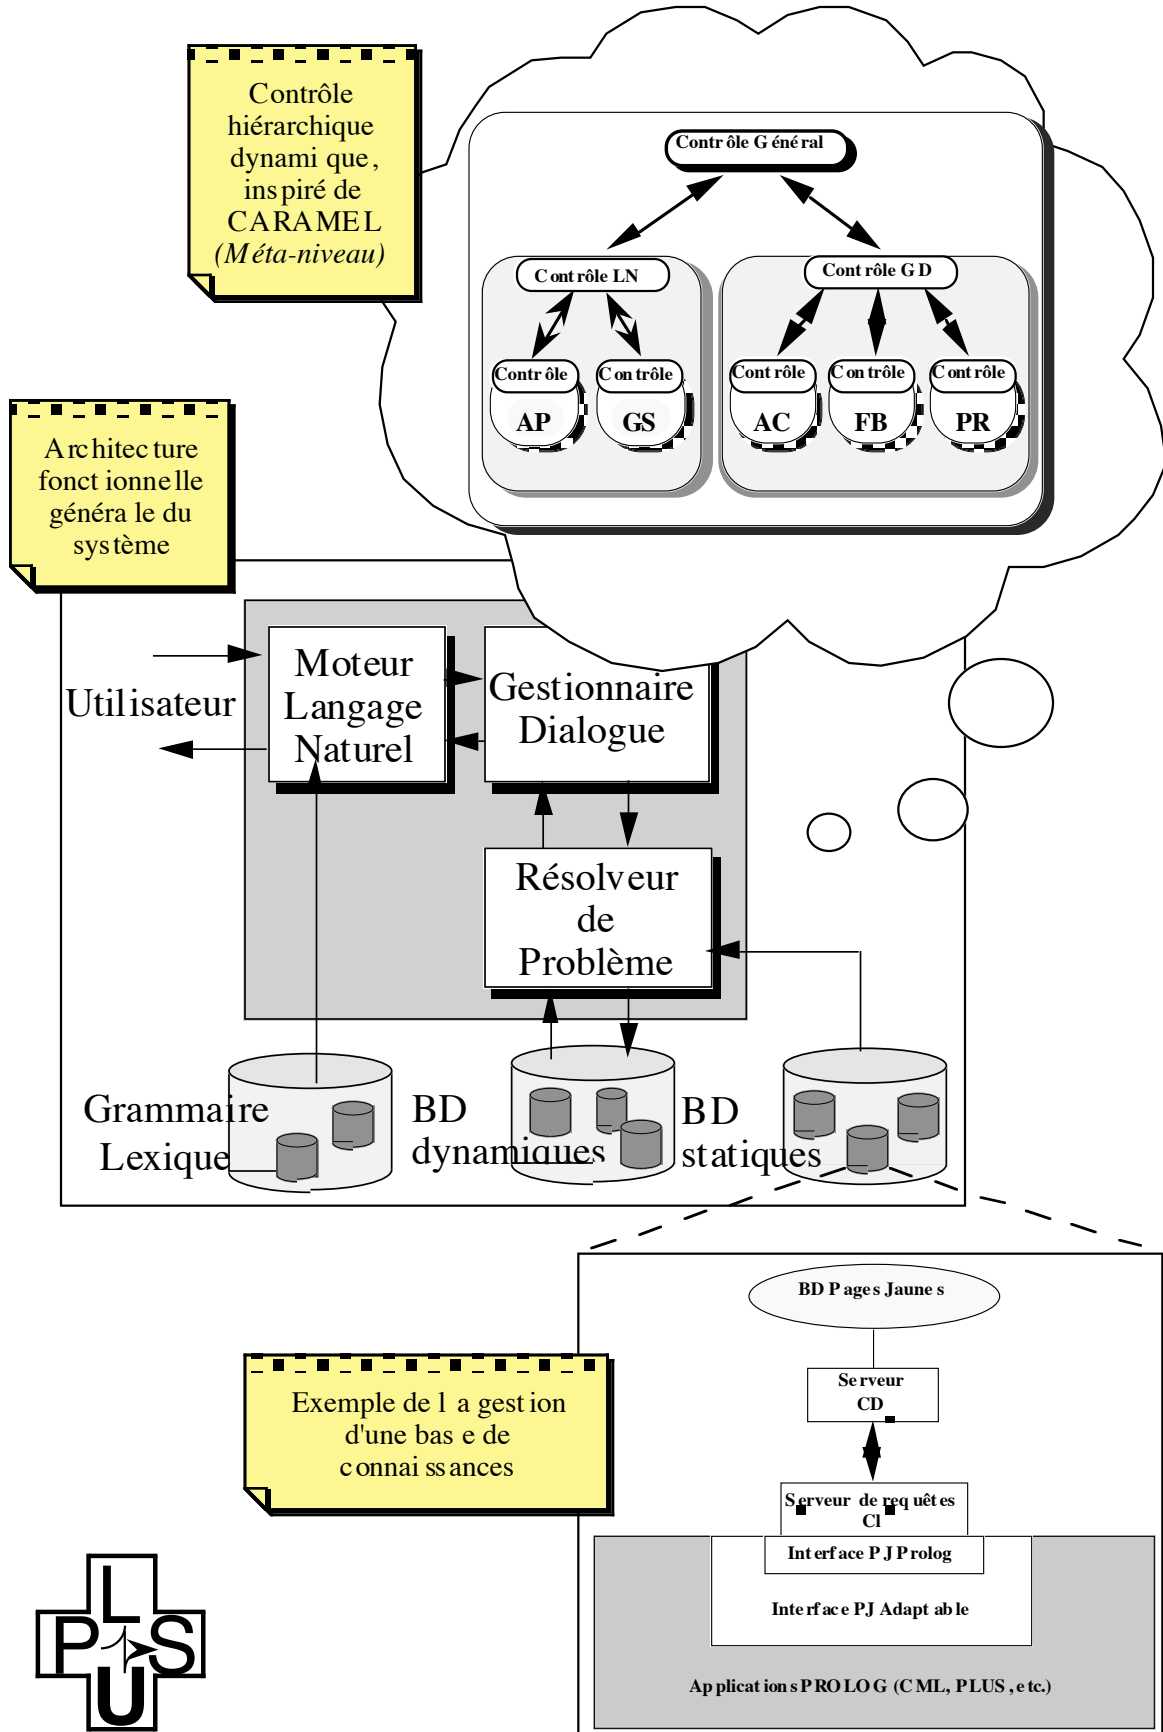 Contrôle
hiérarchique
dynamique,
inspiré de
CARAMEL
(Méta-niveau)
Contrôle Général
Contrôle LN
Contrôle GD
Contrôle
Contrôle
Contrôle
Contrôle
Contrôle
AP
GS
AC
FB
PR
Architecture
fonctionnelle
générale du
système
Moteur
Langage
Naturel
Gestionnaire
Dialogue
Utilisateur
Résolveur
de
Problème
Grammaire
Lexique
BD
dynamiques
BD
statiques
BD Pages Jaunes
Serveur
CD
Exemple de la gestion
d'une base de
connaissances
Serveur de requêtes
Cl
Interface PJ Prolog
Interface PJ Adaptable
Applications PROLOG (CML, PLUS, etc.)
L
P S
U